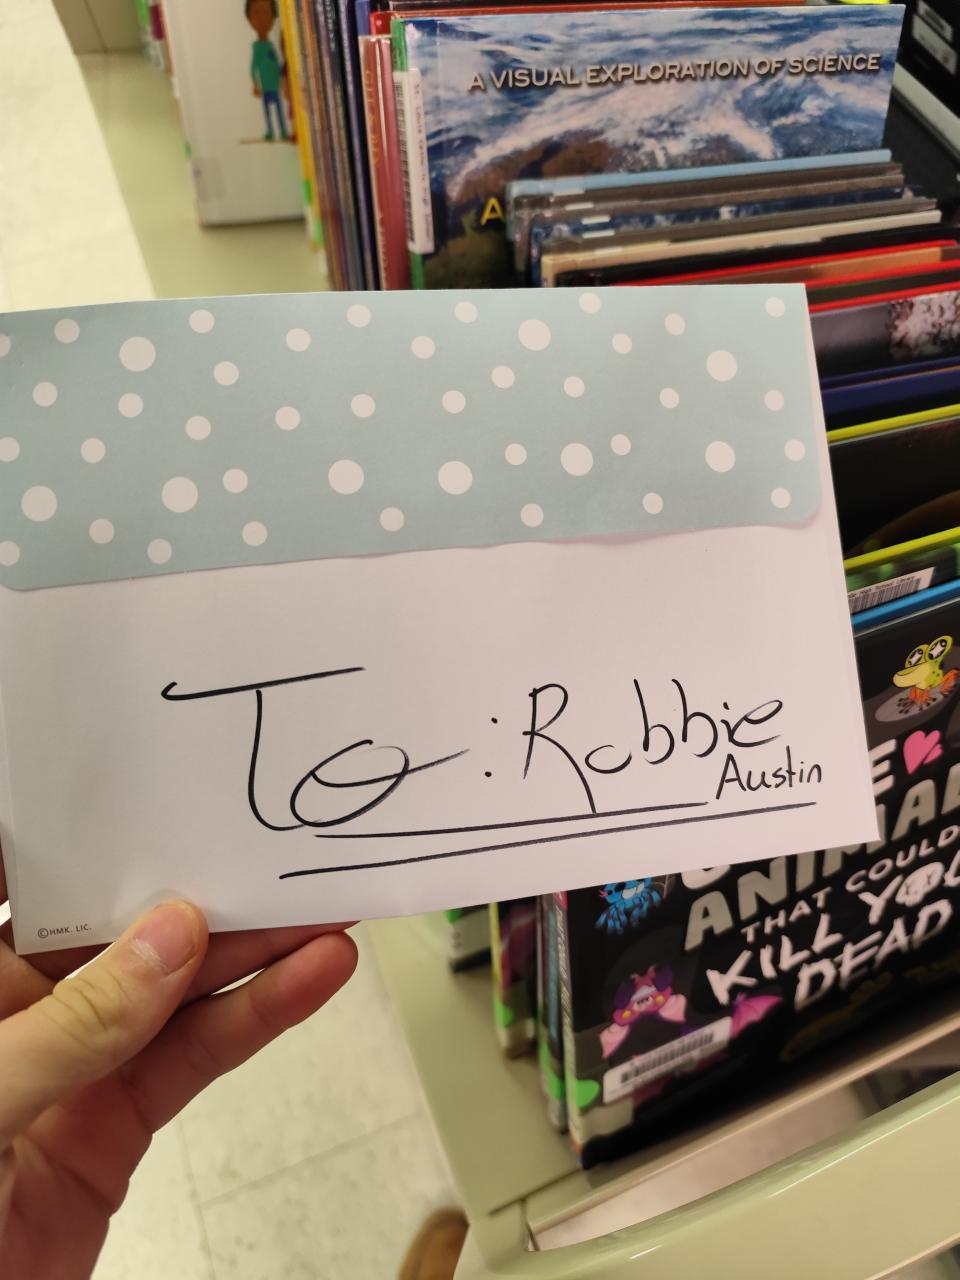 A VISUAL EXPLORATION OF SCIENCE
A
To: Robbie
Austin
©HMK. LIC.
ANIMAL
THAT COULD
KILL YOU
DEAD